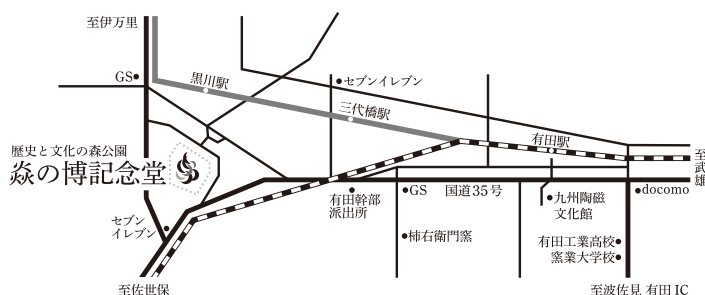 至伊万里
GS
黒川駅
セブンイレブン
三代橋駅
歴史と文化の森公園
焱の博記念堂
有田駅
至武雄
有田幹部
派出所
GS
国道35号
docomo
九州陶磁
文化館
セブン
イレブン
柿右衛門窯
有田工業高校
窯業大学校
至佐世保
至波佐見 有田 IC